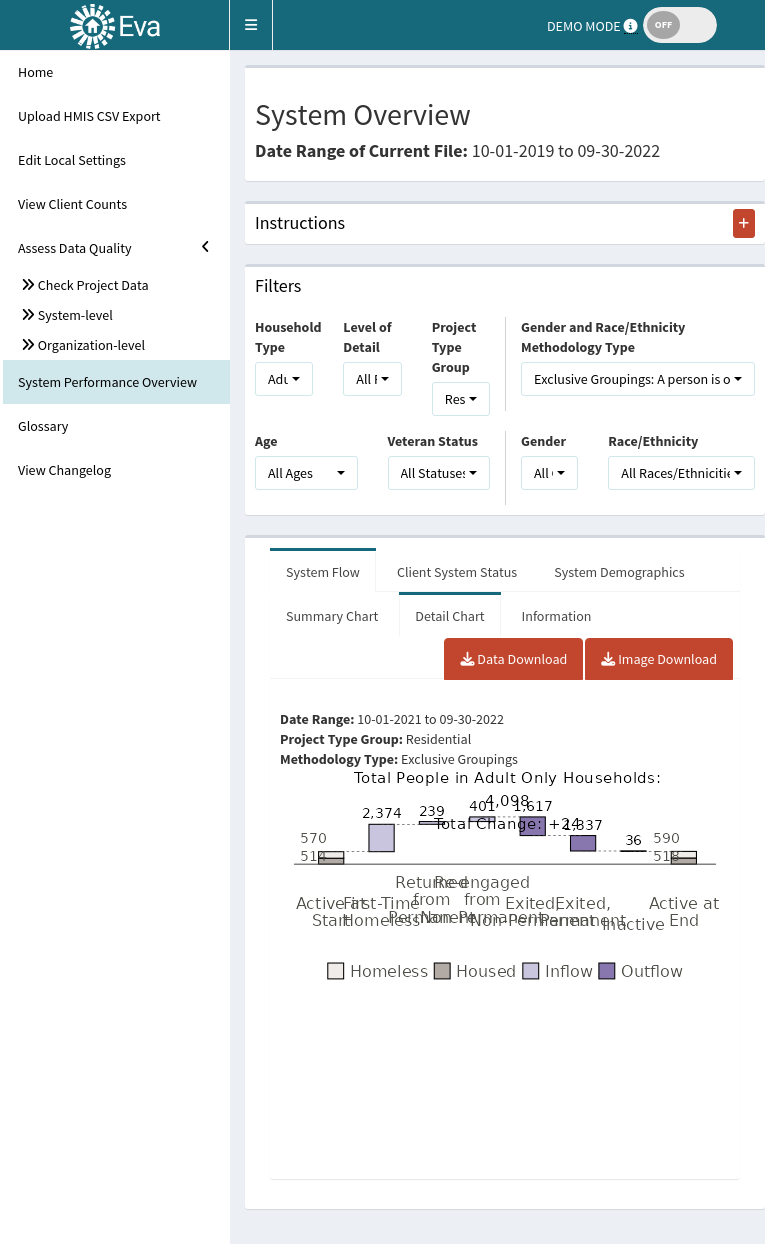 Eva
DEMO MODE
OFF
Home
Upload HMIS CSV Export
Edit Local Settings
View Client Counts
Assess Data Quality
Check Project Data
System-level
Organization-level
System Performance Overview
Glossary
View Changelog
System Overview
Date Range of Current File: 10-01-2019 to 09-30-2022
Instructions
+
Filters
Household
Type
Level of
Detail
Project
Type
Group
Gender and Race/Ethnicity
Methodology Type
Adu
All
Res
Exclusive Groupings: A person is o
Age
Veteran Status
Gender
Race/Ethnicity
All Ages
All Statuses
All
All Races/Ethnicitie
System Flow
Client System Status
System Demographics
Summary Chart
Detail Chart
Information
Data Download
Image Download
Date Range: 10-01-2021 to 09-30-2022
Project Type Group: Residential
Methodology Type: Exclusive Groupings
Total People in Adult Only Households:
4,098
Total Change: +24
570
514
2,374
239
401
1,617
1,337
36
590
518
Active at
Start
First-Time
Homeless
Returned
from
Permanent
Re-engaged
from
Non-Permanent
Exited,
Non-Permanent
Exited,
Permanent
Inactive
Active at
End
Homeless
Housed
Inflow
Outflow